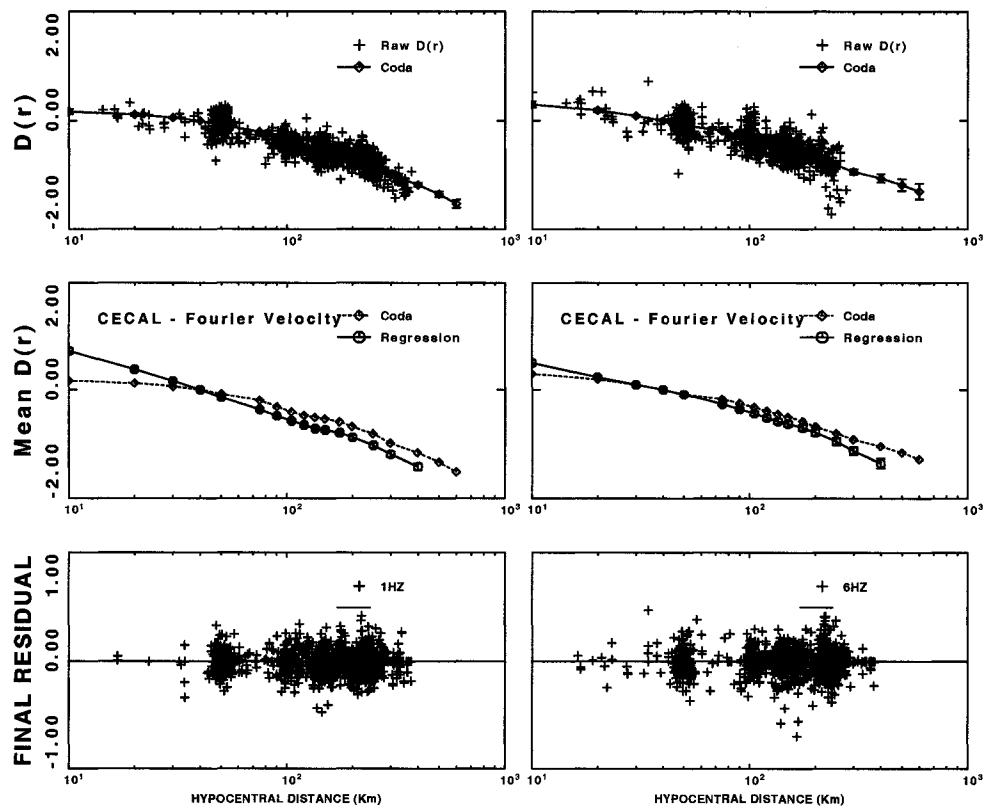 D(r)
2.00
0.00
-2.00
Raw D(r)
Coda
10¹
10²
10³
Raw D(r)
Coda
10¹
10²
10³
Mean D(r)
2.00
0.00
-2.00
CECAL - Fourier Velocity
Coda
Regression
10¹
10²
10³
CECAL - Fourier Velocity
Coda
Regression
10¹
10²
10³
FINAL RESIDUAL
1.00
0.00
-1.00
1HZ
10¹
10²
10³
HYPOCENTRAL DISTANCE (Km)
6HZ
10¹
10²
10³
HYPOCENTRAL DISTANCE (Km)